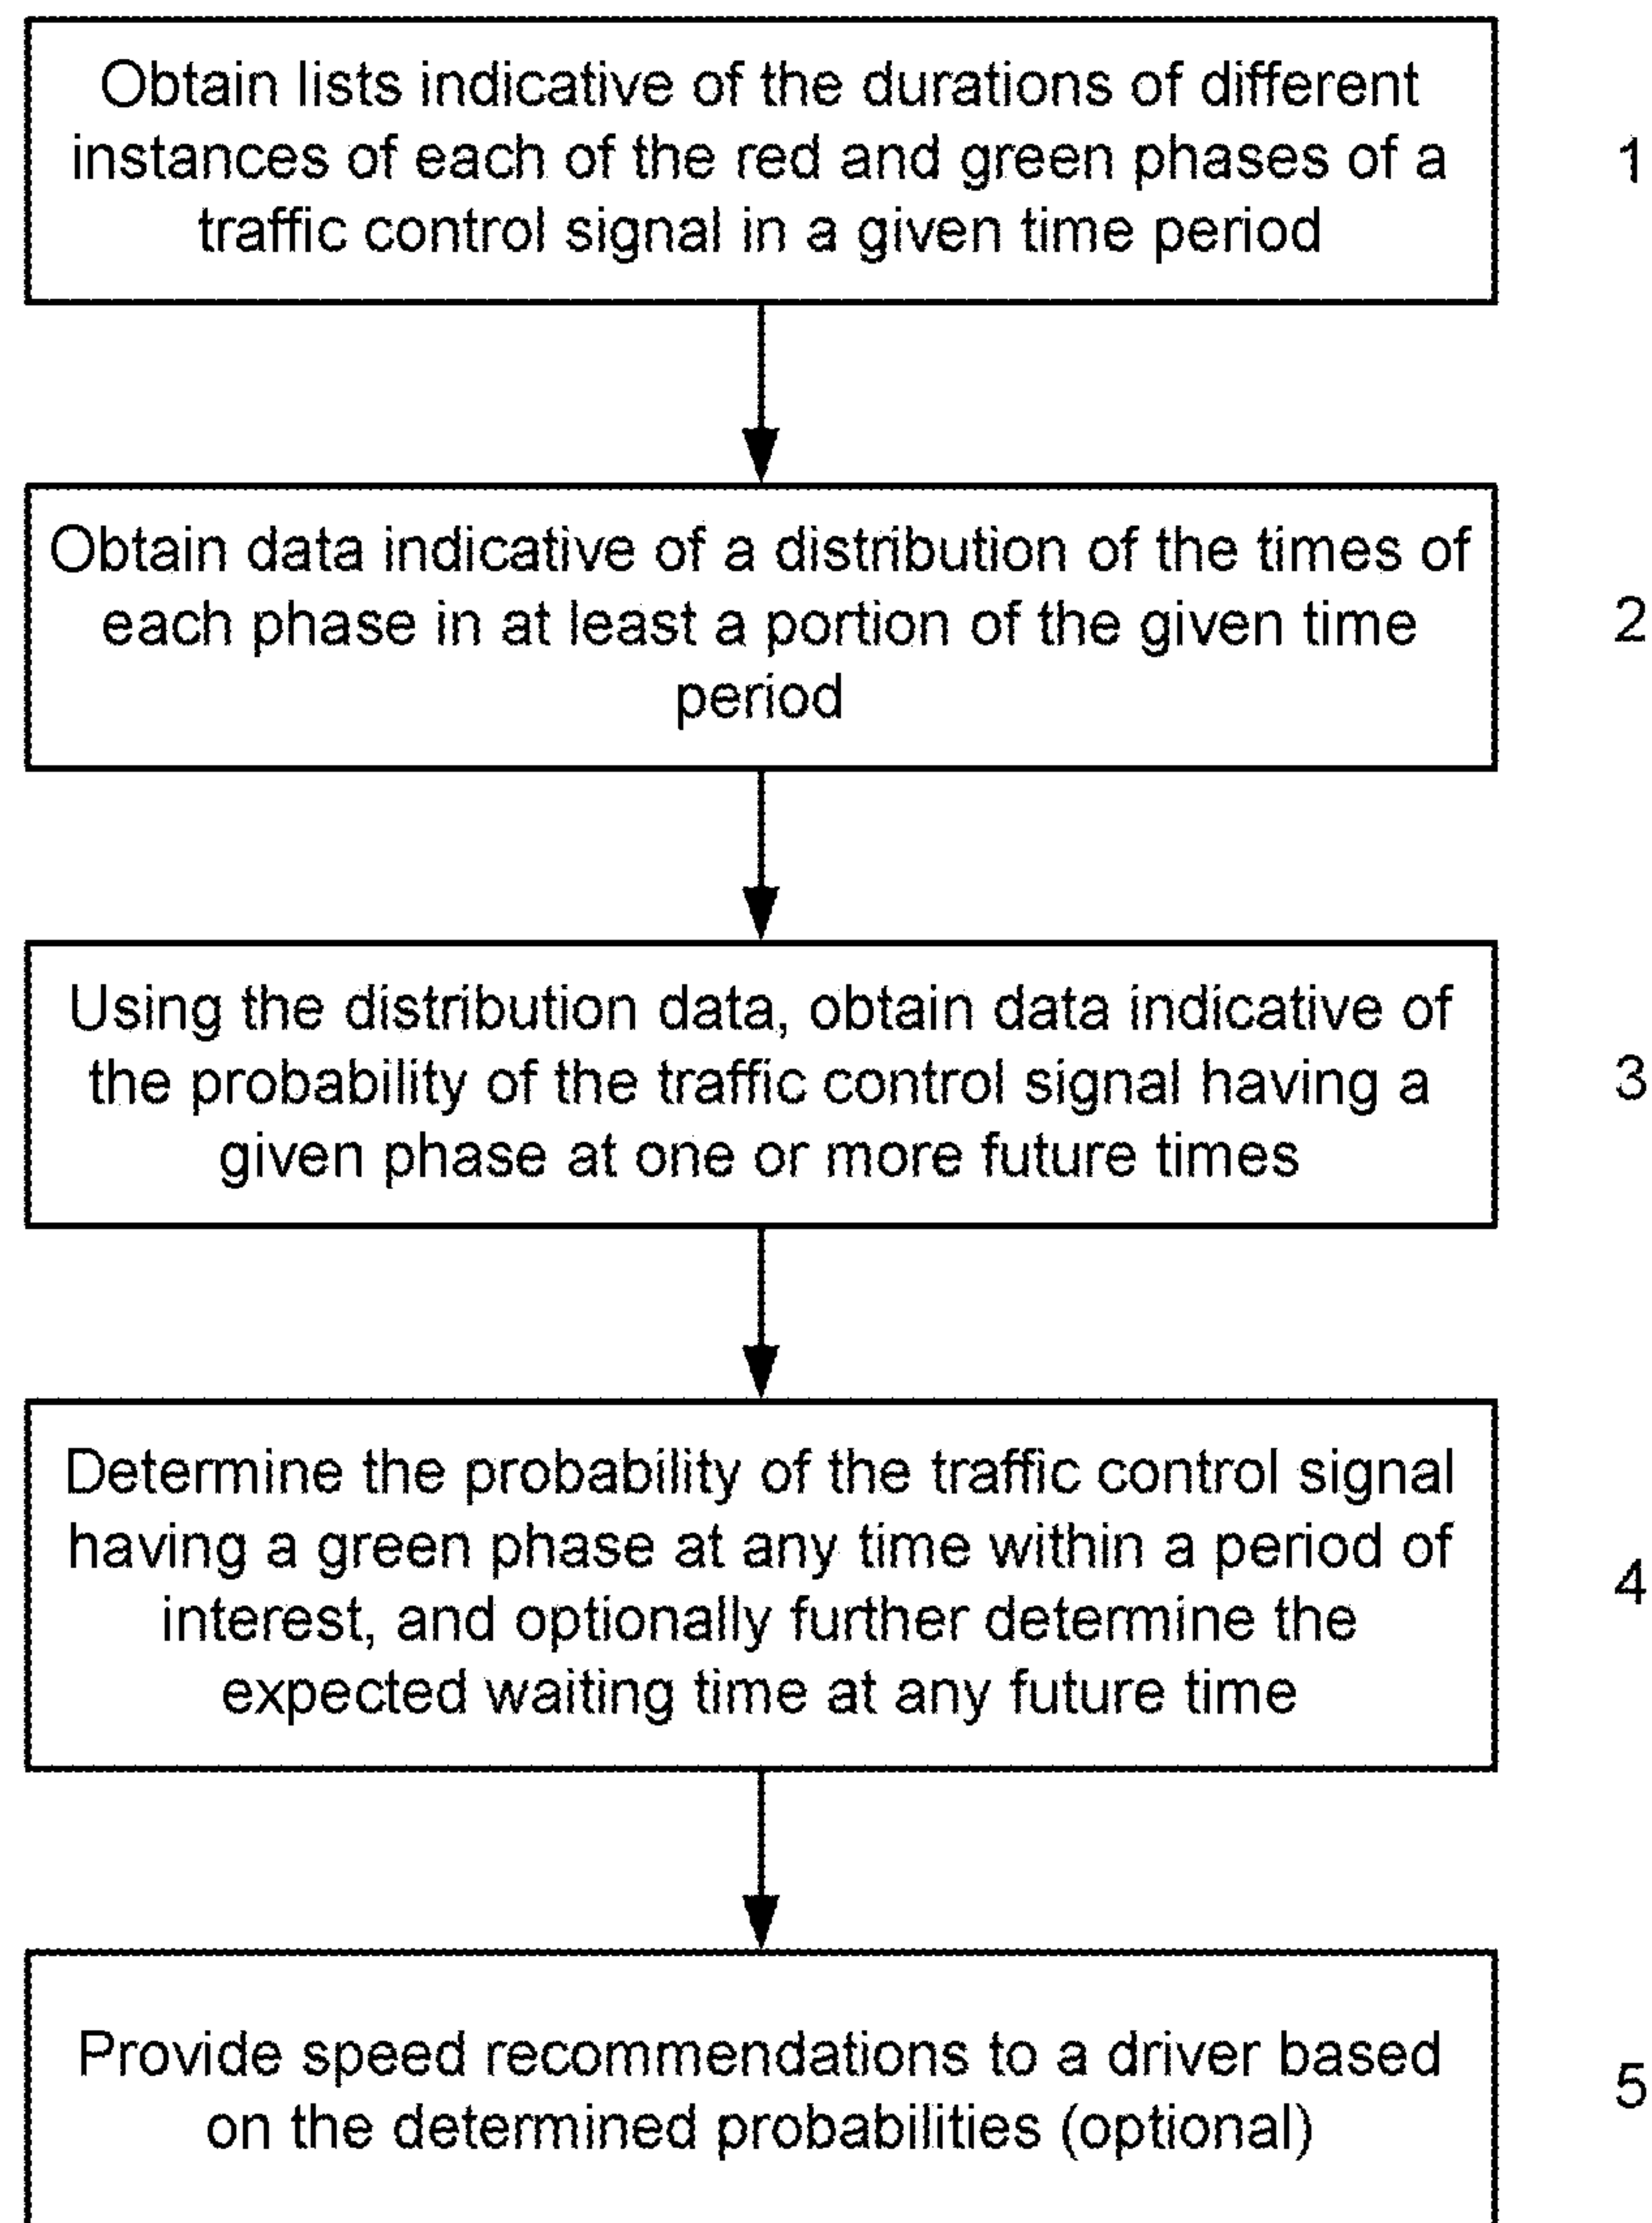 Obtain lists indicative of the durations of different
instances of each of the red and green phases of a
traffic control signal in a given time period
1
Obtain data indicative of a distribution of the times of
each phase in at least a portion of the given time
period
2
Using the distribution data, obtain data indicative of
the probability of the traffic control signal having a
given phase at one or more future times
3
Determine the probability of the traffic control signal
having a green phase at any time within a period of
interest, and optionally further determine the
expected waiting time at any future time
4
Provide speed recommendations to a driver based
on the determined probabilities (optional)
5